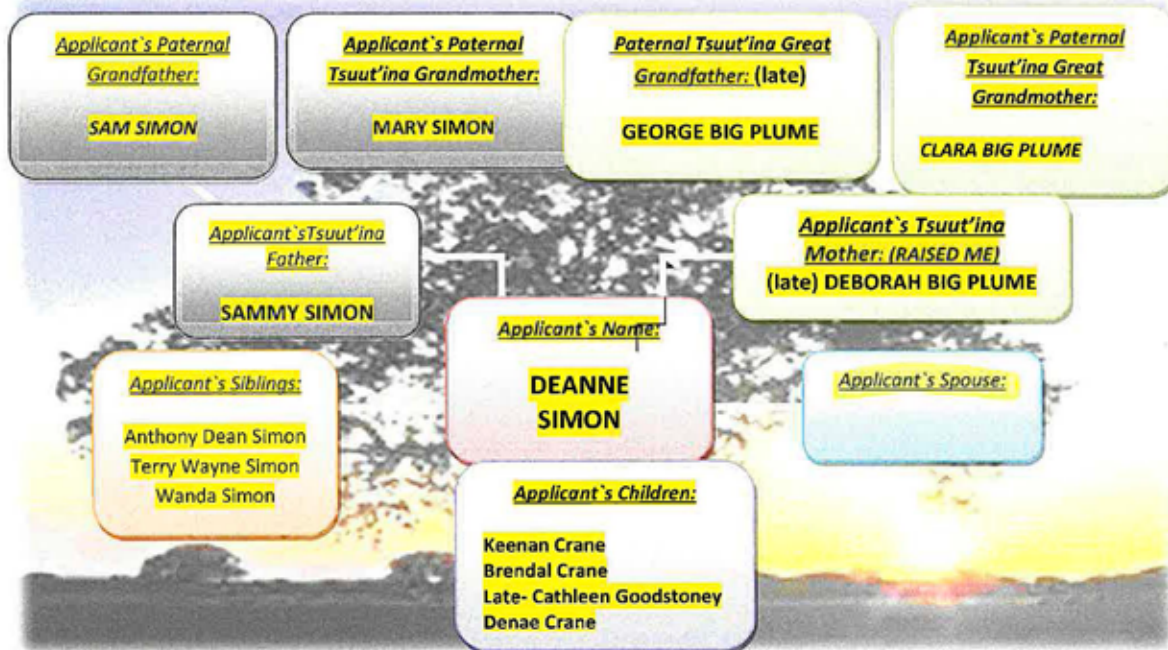 Applicant`s Paternal
Grandfather:
SAM SIMON
Applicant`s Paternal
Tsuut’ina Grandmother:
MARY SIMON
Paternal Tsuut’ina Great
Grandfather: (late)
GEORGE BIG PLUME
Applicant`s Paternal
Tsuut’ina Great
Grandmother:
CLARA BIG PLUME
Applicant`sTsuut’ina
Father:
SAMMY SIMON
Applicant`s Tsuut’ina
Mother: (RAISED ME)
(late) DEBORAH BIG PLUME
Applicant`s Name:
DEANNE
SIMON
Applicant`s Siblings:
Anthony Dean Simon
Terry Wayne Simon
Wanda Simon
Applicant`s Spouse:
Applicant`s Children:
Keenan Crane
Brendal Crane
Late- Cathleen Goodstoney
Denae Crane